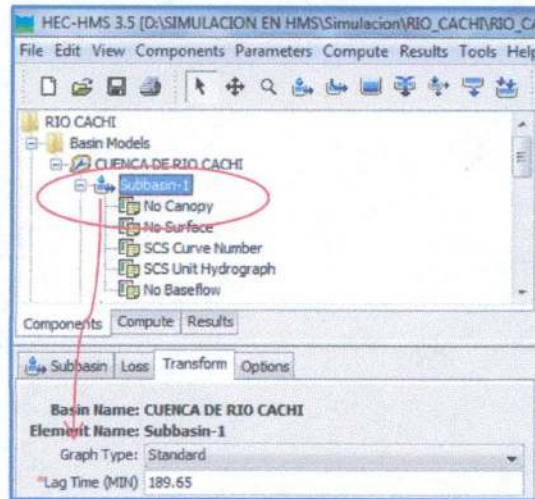 HEC-HMS 3.5 [D:\SIMULACION EN HMS\Simulacion\RIO_CACHI\RIO_CA
File Edit View Components Parameters Compute Results Tools Help
RIO CACHI
Basin Models
CUENCA DE RIO CACHI
Subbasin-1
No Canopy
No Surface
SCS Curve Number
SCS Unit Hydrograph
No Baseflow
Components Compute Results
Subbasin Loss Transform Options
Basin Name: CUENCA DE RIO CACHI
Element Name: Subbasin-1
Graph Type: Standard
*Lag Time (MIN) 189.65